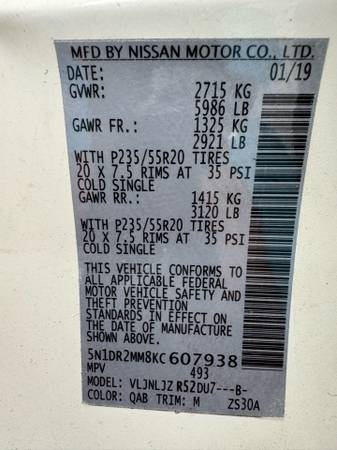 MFD BY NISSAN MOTOR CO., LTD.
DATE: 01/19
GVWR: 2715 KG
5986 LB
GAWR FR.: 1325 KG
2921 LB
WITH P235/55R20 TIRES
20 X 7.5 RIMS AT 35 PSI
COLD SINGLE
GAWR RR.: 1415 KG
3120 LB
WITH P235/55R20 TIRES
20 X 7.5 RIMS AT 35 PSI
COLD SINGLE
THIS VEHICLE CONFORMS TO
ALL APPLICABLE FEDERAL
MOTOR VEHICLE SAFETY AND
THEFT PREVENTION
STANDARDS IN EFFECT ON
THE DATE OF MANUFACTURE
SHOWN ABOVE.
5N1DR2MM8KC607938
MPV 493
MODEL: VLJNLJZ R52DU7---B-
COLOR: QAB TRIM: M ZS30A